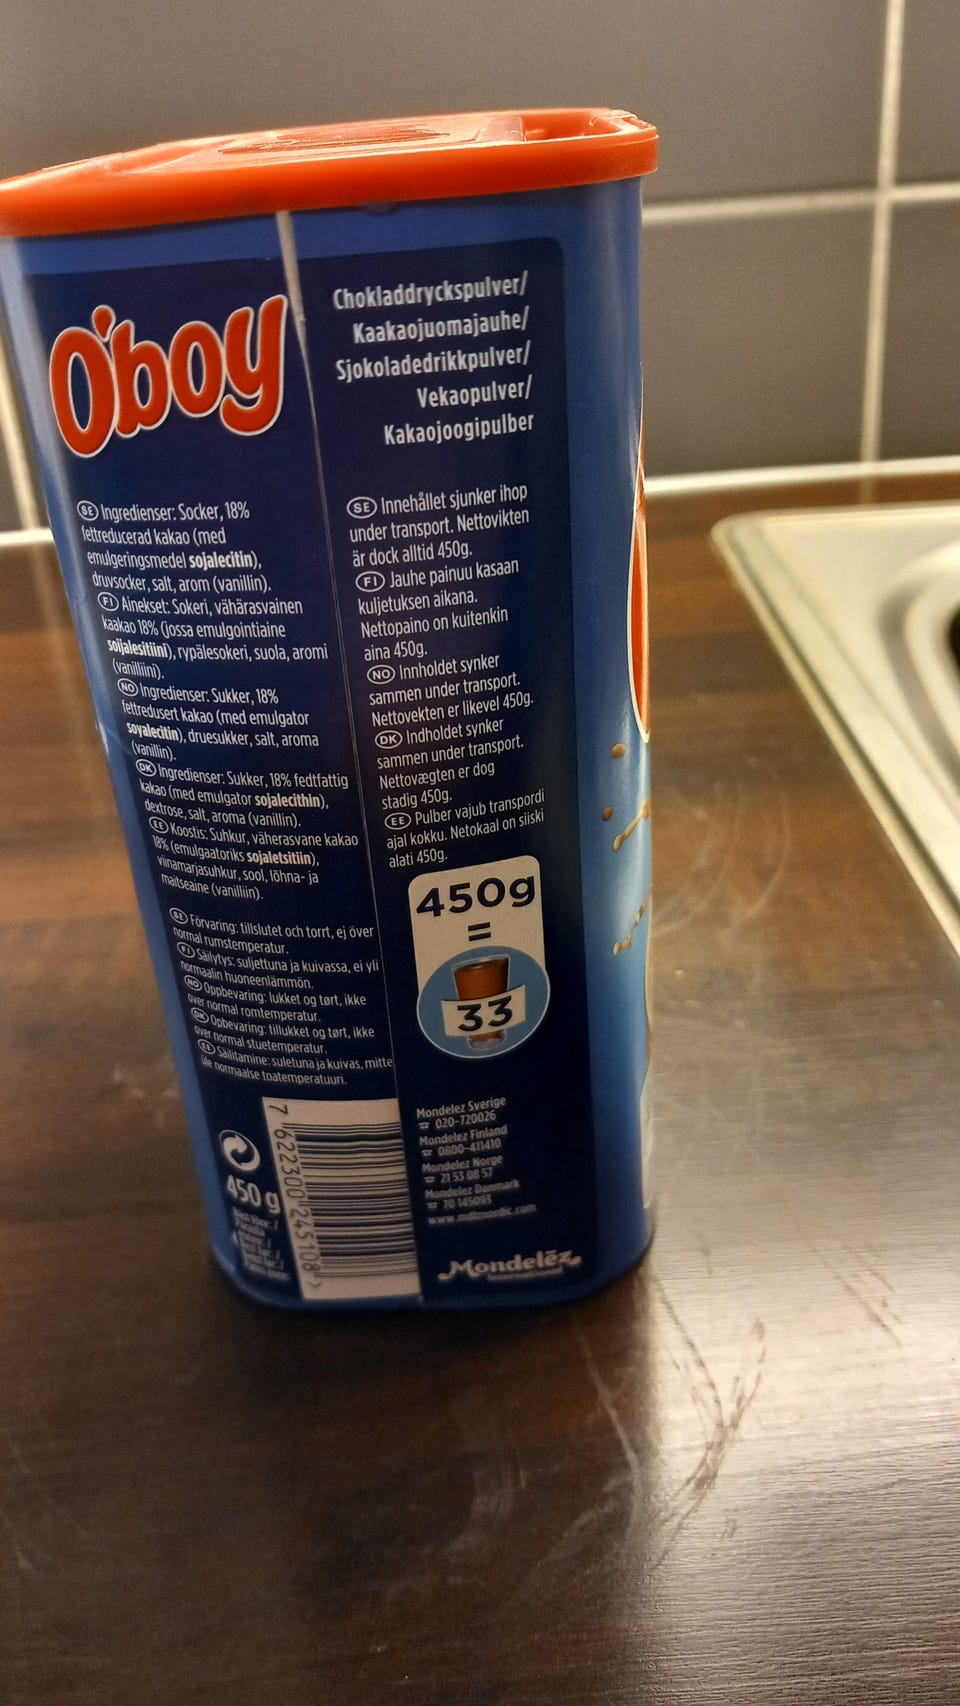 O'boy
Chokladdryckspulver/
Kaakaojuomajauhe/
Sjokoladedrikkpulver/
Vekaopulver/
Kakaojoogipulber
SE Ingredienser: Socker, 18%
fettreducerad kakao (med
emulgeringsmedel sojalecitin),
druvsocker, salt, arom (vanillin).
FI Ainekset: Sokeri, vähärasvainen
kaakao 18% (jossa emulgointiaine
soijalesitiini), rypälesokeri, suola, aromi
(vanilliini).
NO Ingredienser: Sukker, 18%
fettredusert kakao (med emulgator
soyalecitin), druesukker, salt, aroma
(vanillin).
DK Ingredienser: Sukker, 18% fedtfattig
kakao (med emulgator sojalecithin),
dextrose, salt, aroma (vanillin).
EE Koostis: Suhkur, väherasvane kakao
18% (emulgaatoriks sojaletsitiin),
viinamarjasuhkur, sool, lõhna- ja
maitseaine (vanilliin).
SE Förvaring: tillslutet och torrt, ej över
normal rumstemperatur.
FI Säilytys: suljettuna ja kuivassa, ei yli
normaalin huoneenlämmön.
NO Oppbevaring: lukket og tørt, ikke
over normal romtemperatur.
DK Opbevaring: tillukket og tørt, ikke
over normal stuetemperatur.
EE Säilitamine: suletuna ja kuivas, mitte
üle normaalse toatemperatuuri.
450 g
7 622300 245108 >
SE Innehållet sjunker ihop
under transport. Nettovikten
är dock alltid 450g.
FI Jauhe painuu kasaan
kuljetuksen aikana.
Nettopaino on kuitenkin
aina 450g.
NO Innholdet synker
sammen under transport.
Nettovekten er likevel 450g.
DK Indholdet synker
sammen under transport.
Nettovægten er dog
stadig 450g.
EE Pulber vajub transpordi
ajal kokku. Netokaal on siiski
alati 450g.
450g
=
33
Mondelez Sverige
020-720026
Mondelez Finland
0800-411410
Mondelez Norge
21 53 08 57
Mondelez Danmark
70 145093
www.mdlznordic.com
Mondelēz
International